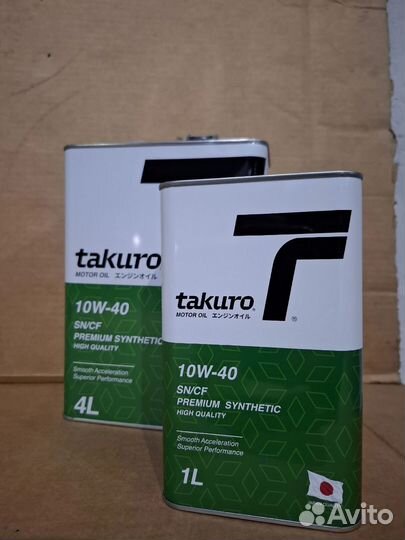 takuro
MOTOR OIL エンジンオイル
10W-40
SN/CF
PREMIUM SYNTHETIC
HIGH QUALITY
Smooth Acceleration
Superior Performance
4L
takuro®
MOTOR OIL エンジンオイル
®
10W-40
SN/CF
PREMIUM SYNTHETIC
HIGH QUALITY
Smooth Acceleration
Superior Performance
1L
Avito